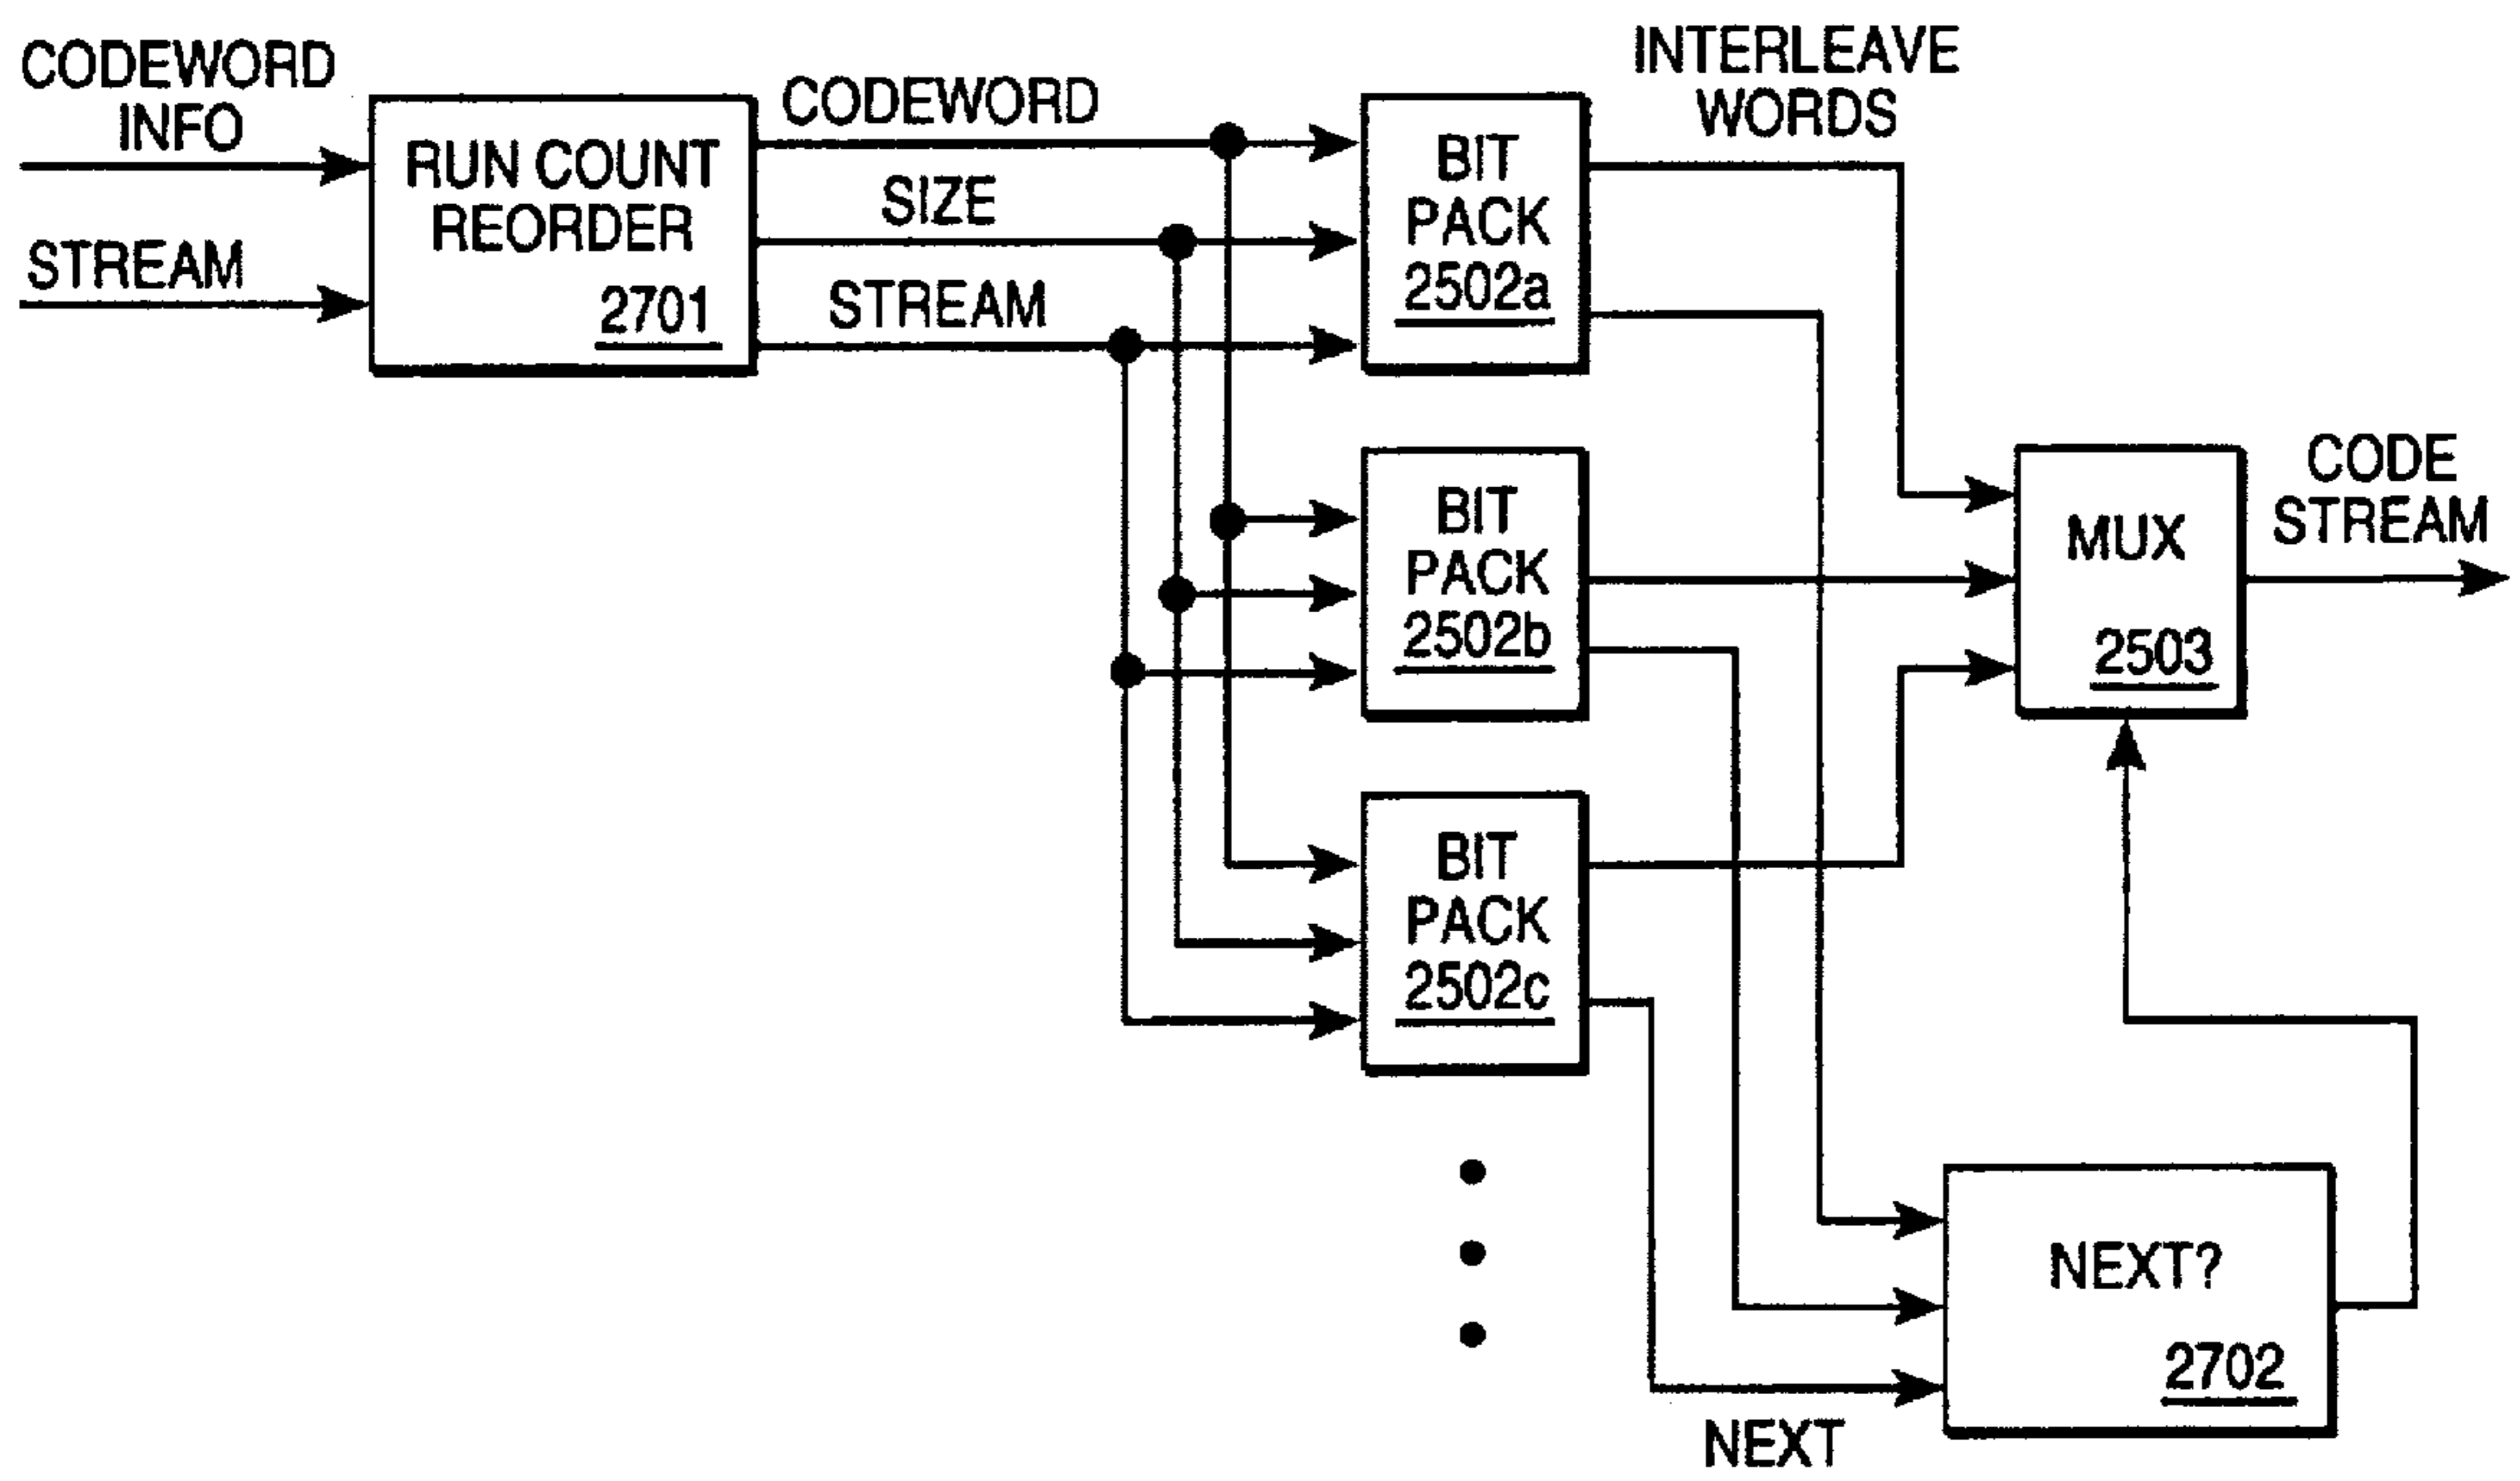 CODEWORD
INFO
STREAM
RUN COUNT
REORDER
2701
CODEWORD
SIZE
STREAM
BIT
PACK
2502a
INTERLEAVE
WORDS
BIT
PACK
2502b
MUX
2503
CODE
STREAM
BIT
PACK
2502c
NEXT?
2702
NEXT